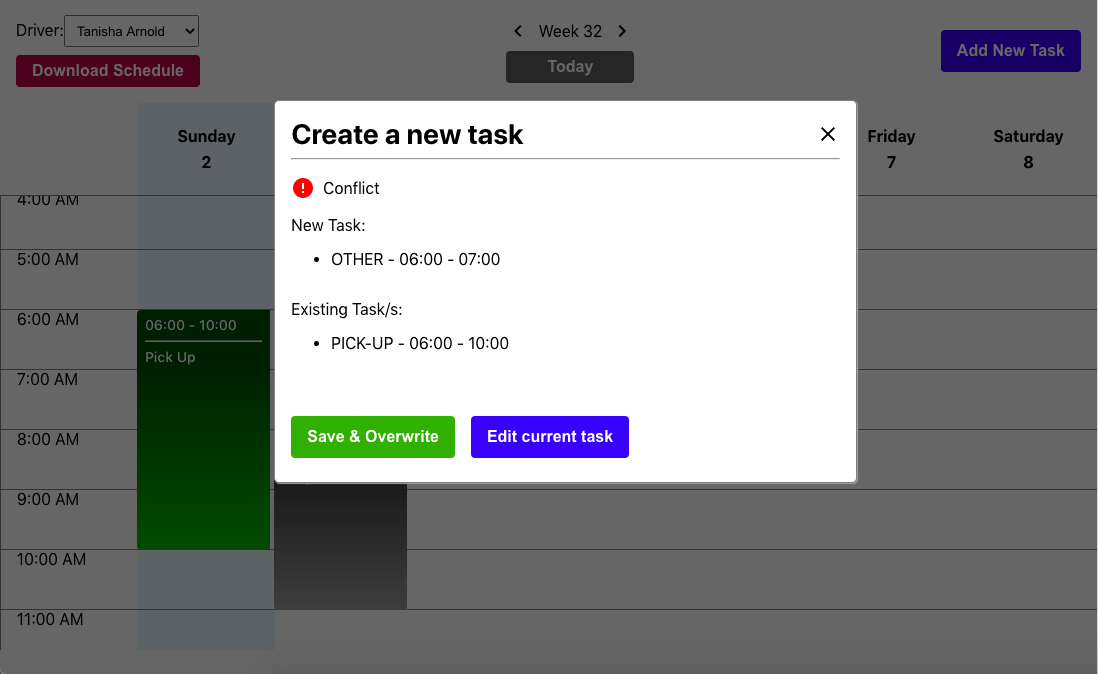 Driver: Tanisha Arnold
Download Schedule
Week 32
Today
Add New Task
Sunday
2
Friday
7
Saturday
8
Create a new task
Conflict
New Task:
• OTHER - 06:00 - 07:00
Existing Task/s:
• PICK-UP - 06:00 - 10:00
Save & Overwrite
Edit current task
4:00 AM
5:00 AM
6:00 AM
06:00 - 10:00
Pick Up
7:00 AM
8:00 AM
9:00 AM
10:00 AM
11:00 AM